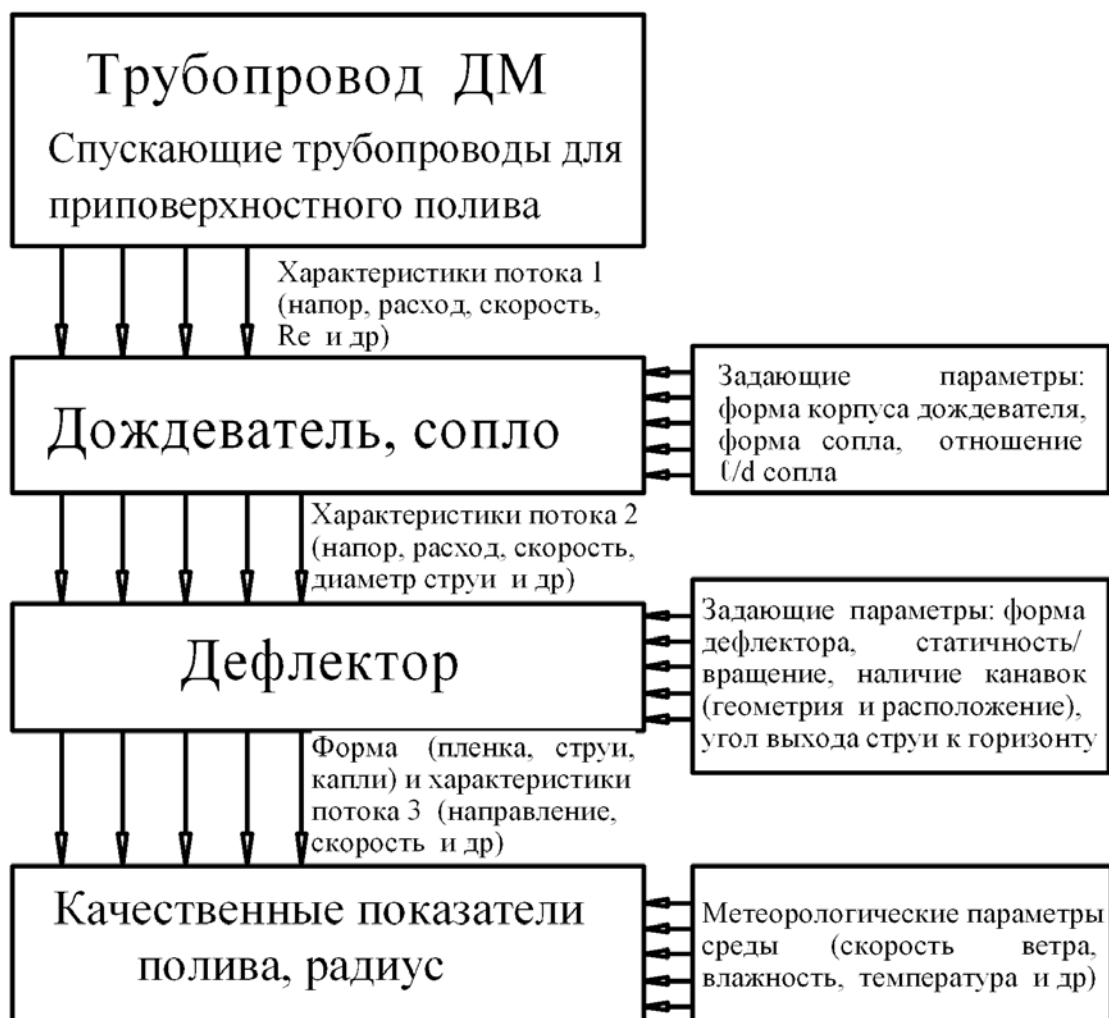 Трубопровод ДМ
Спускающие трубопроводы для
приповерхностного полива
Характеристики потока 1
(напор, расход, скорость,
Re и др)
Дождеватель, сопло
Задающие параметры:
форма корпуса дождевателя,
форма сопла, отношение
ℓ/d сопла
Характеристики потока 2
(напор, расход, скорость,
диаметр струи и др)
Дефлектор
Задающие параметры: форма
дефлектора, статичность/
вращение, наличие канавок
(геометрия и расположение),
угол выхода струи к горизонту
Форма (пленка, струи,
капли) и характеристики
потока 3 (направление,
скорость и др)
Качественные показатели
полива, радиус
Метеорологические параметры
среды (скорость ветра,
влажность, температура и др)